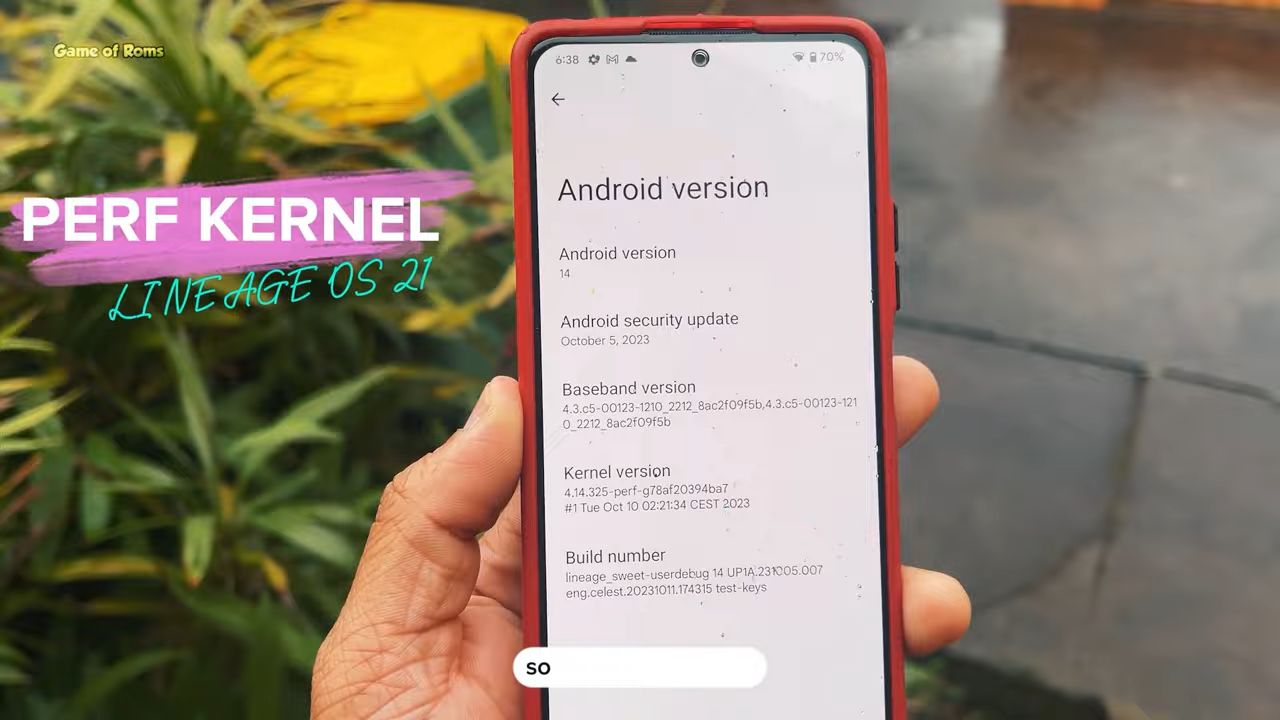 Game of Roms
6:38
70%
PERF KERNEL
LINEAGE OS 21
Android version
Android version
14
Android security update
October 5, 2023
Baseband version
4.3.c5-00123-1210_2212_8ac2f09f5b,4.3.c5-00123-121
0_2212_8ac2f09f5b
Kernel version
4.14.325-perf-g78af20394ba7
#1 Tue Oct 10 02:21:34 CEST 2023
Build number
lineage_sweet-userdebug 14 UP1A.231005.007
eng.celest.20231011.174315 test-keys
SO